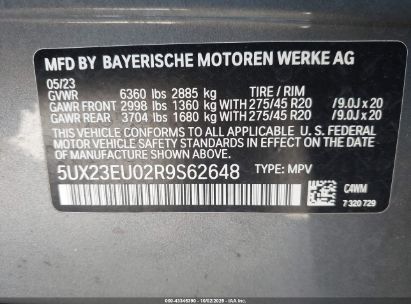 MFD BY BAYERISCHE MOTOREN WERKE AG
05/23
GVWR 6360 lbs 2885 kg TIRE / RIM
GAWR FRONT 2998 lbs 1360 kg WITH 275/45 R20 /9.0J x 20
GAWR REAR 3704 lbs 1680 kg WITH 275/45 R20 /9.0J x 20
THIS VEHICLE CONFORMS TO ALL APPLICABLE U. S. FEDERAL
MOTOR VEHICLE SAFETY STANDARDS IN EFFECT ON THE DATE OF
MANUFACTURE SHOWN ABOVE.
5UX23EU02R9S62648 TYPE: MPV
C4WM
7 320 729